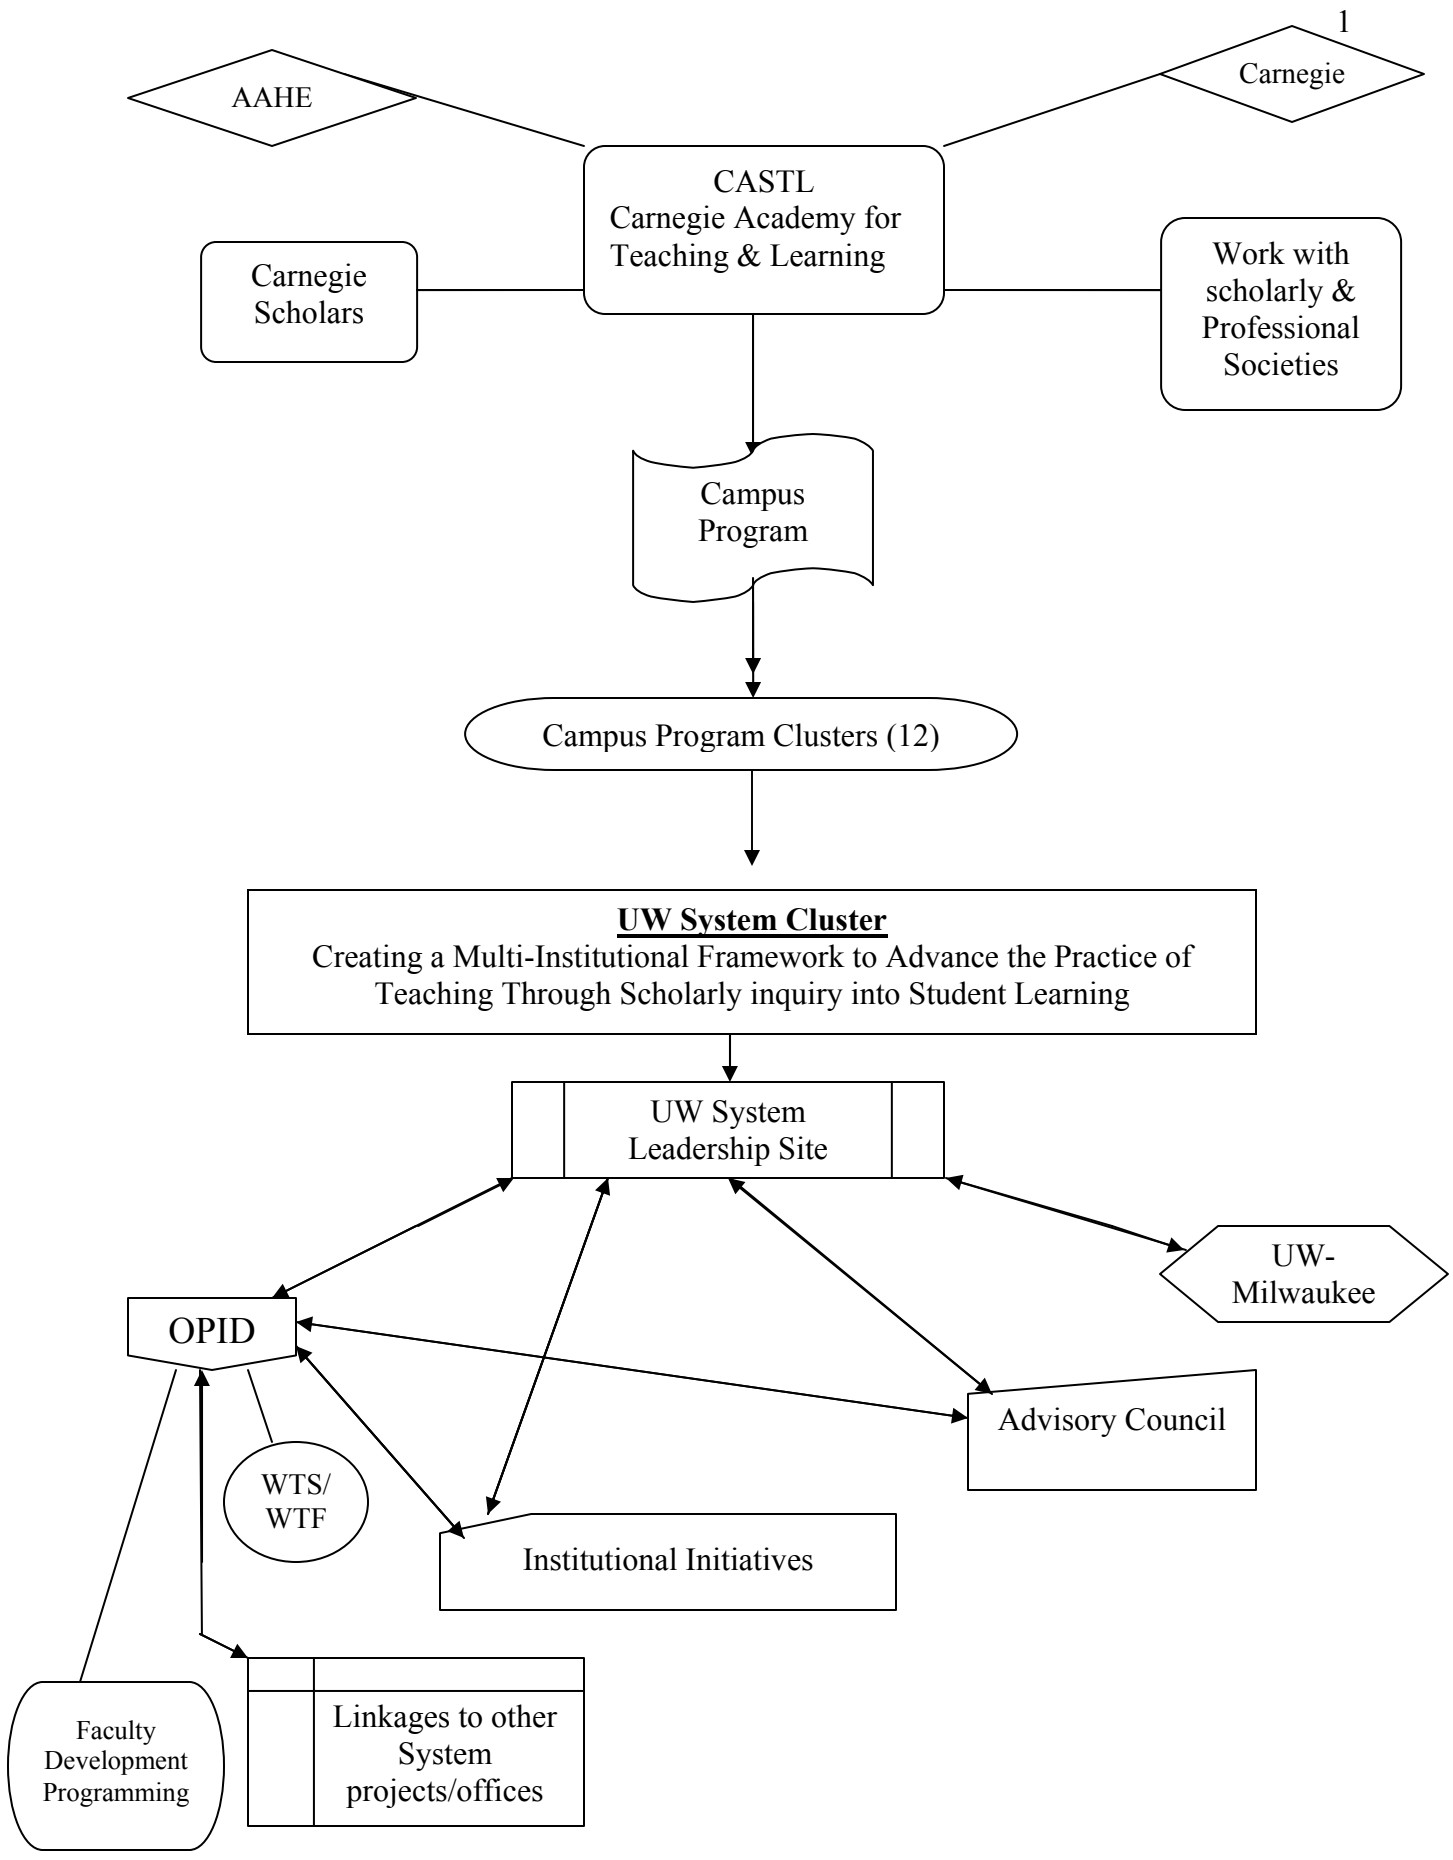 1
AAHE
Carnegie
CASTL
Carnegie Academy for
Teaching & Learning
Carnegie
Scholars
Work with
scholarly &
Professional
Societies
Campus
Program
Campus Program Clusters (12)
UW System Cluster
Creating a Multi-Institutional Framework to Advance the Practice of
Teaching Through Scholarly inquiry into Student Learning
UW System
Leadership Site
UW-
Milwaukee
OPID
Advisory Council
WTS/
WTF
Institutional Initiatives
Linkages to other
System
projects/offices
Faculty
Development
Programming